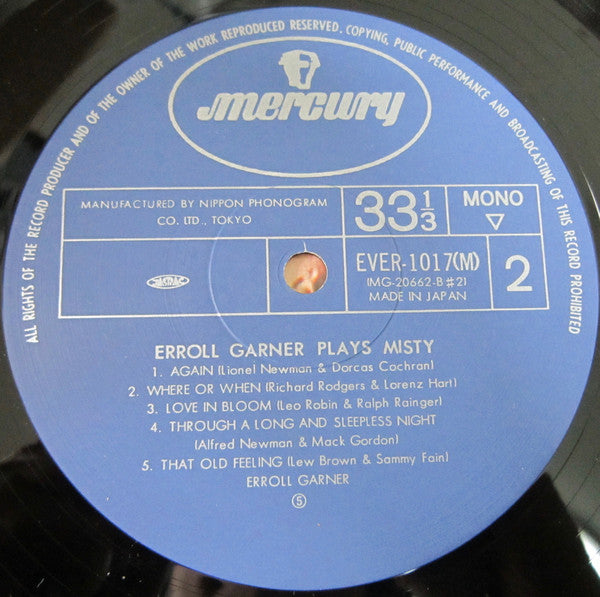 ALL RIGHTS OF THE RECORD PRODUCER AND OF THE OWNER OF THE WORK REPRODUCED RESERVED. COPYING, PUBLIC PERFORMANCE AND BROADCASTING OF THIS RECORD PROHIBITED
mercury
MANUFACTURED BY NIPPON PHONOGRAM
CO. LTD., TOKYO
33 1/3
MONO
▽
JASRAC
EVER-1017(M)
IMG-20662-B#2)
MADE IN JAPAN
2
ERROLL GARNER PLAYS MISTY
1. AGAIN (Lionel Newman & Dorcas Cochran)
2. WHERE OR WHEN (Richard Rodgers & Lorenz Hart)
3. LOVE IN BLOOM (Leo Robin & Ralph Rainger)
4. THROUGH A LONG AND SLEEPLESS NIGHT
(Alfred Newman & Mack Gordon)
5. THAT OLD FEELING (Lew Brown & Sammy Fain)
ERROLL GARNER
⑤